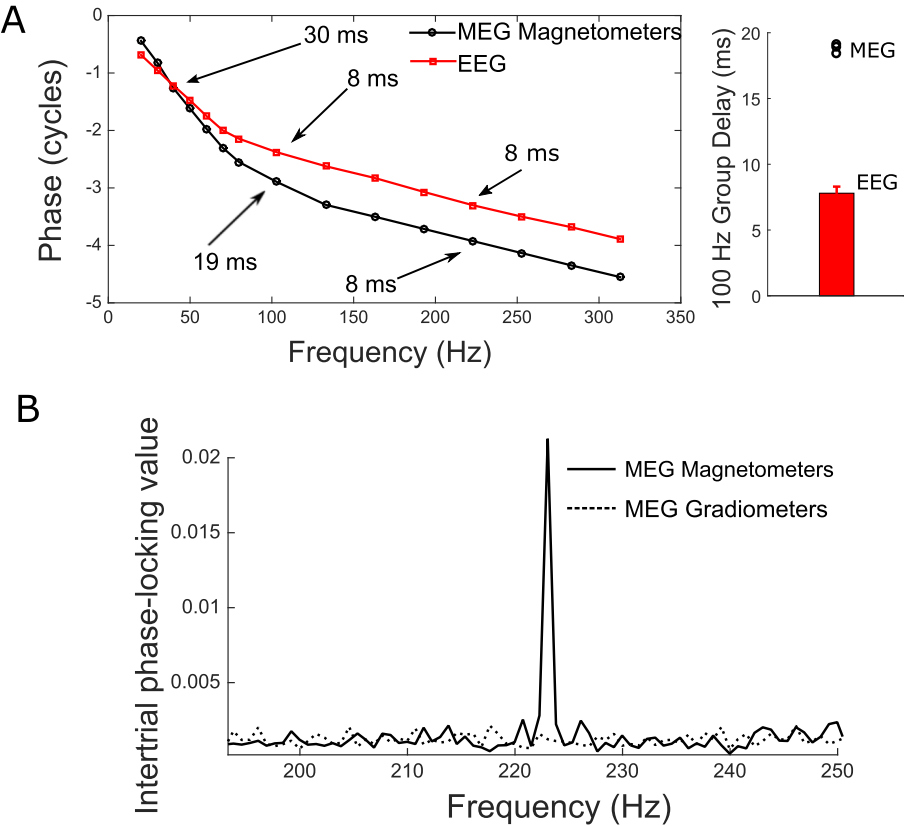 A
0
-1
-2
-3
-4
-5
Phase (cycles)
30 ms
MEG Magnetometers
EEG
8 ms
8 ms
19 ms
8 ms
0
50
100
150
200
250
300
350
Frequency (Hz)
20
15
10
5
0
100 Hz Group Delay (ms)
MEG
EEG
B
Intertrial phase-locking value
0.02
0.015
0.01
0.005
MEG Magnetometers
MEG Gradiometers
200
210
220
230
240
250
Frequency (Hz)